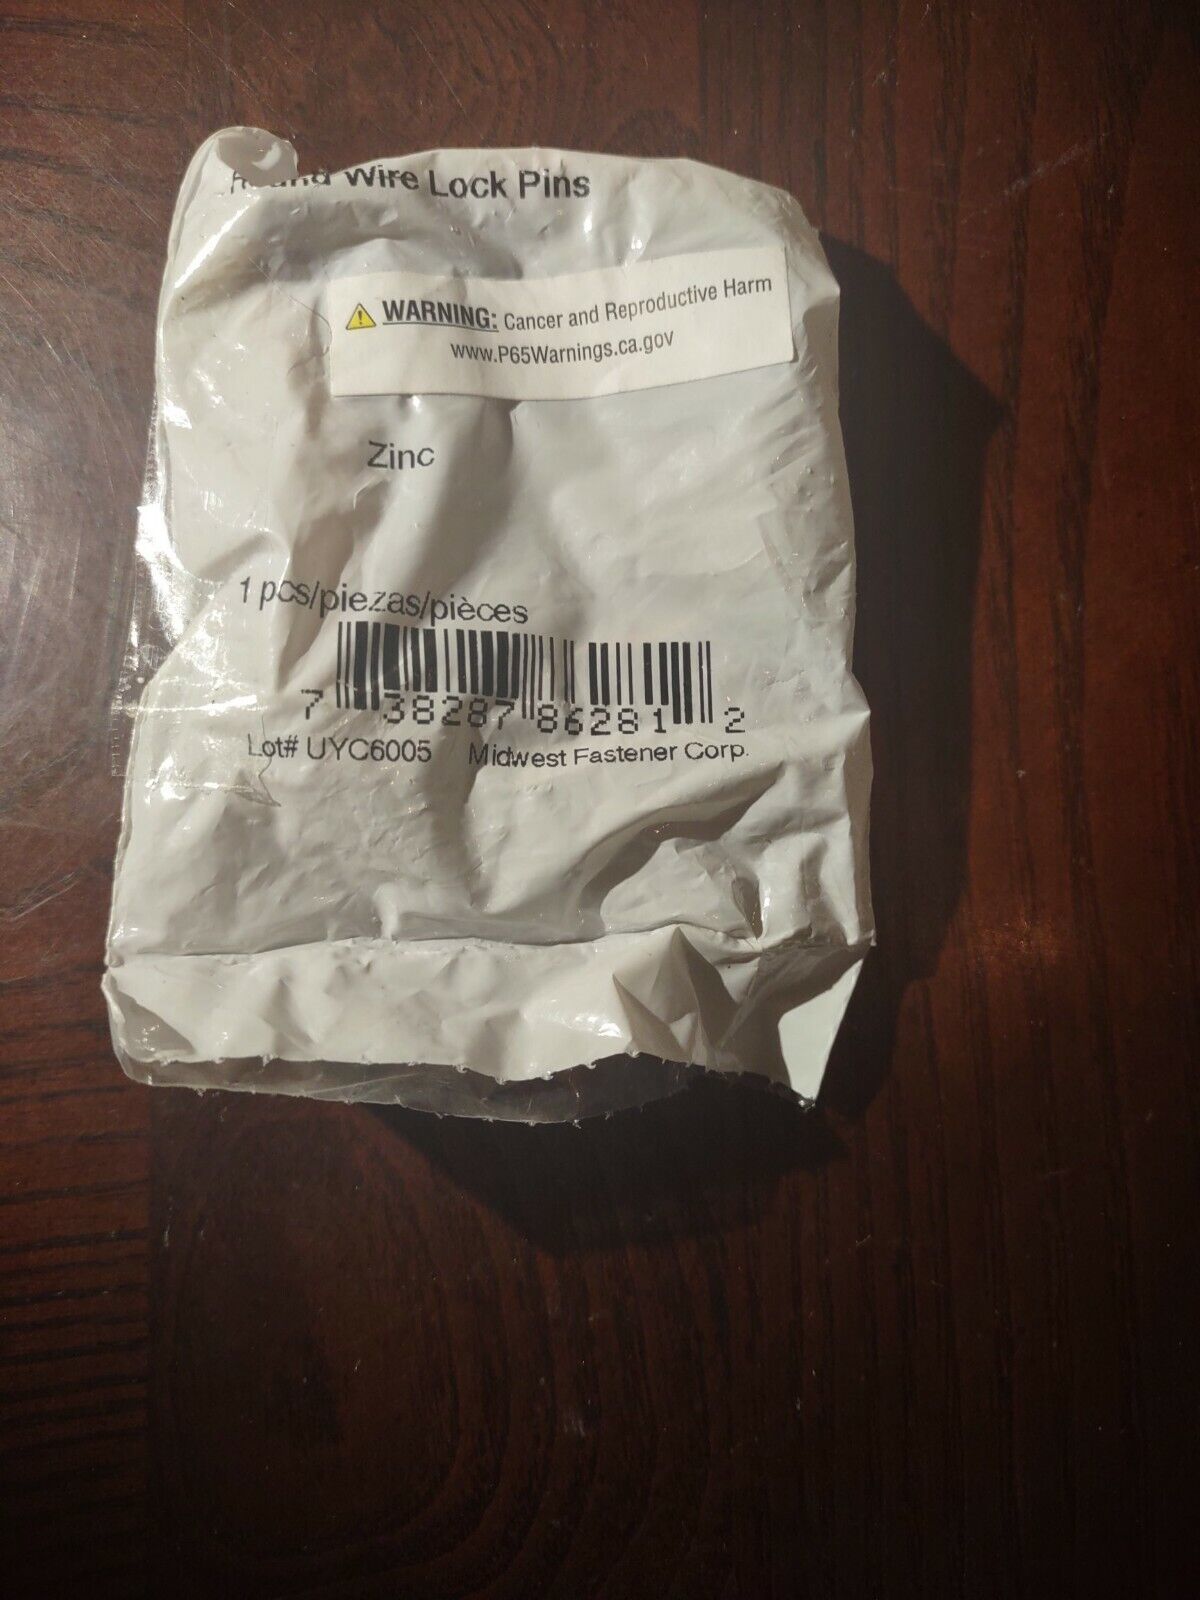 Round Wire Lock Pins
WARNING: Cancer and Reproductive Harm
www.P65Warnings.ca.gov
Zinc
1 pcs/piezas/pièces
7 38287 86281 2
Lot# UYC6005 Midwest Fastener Corp.